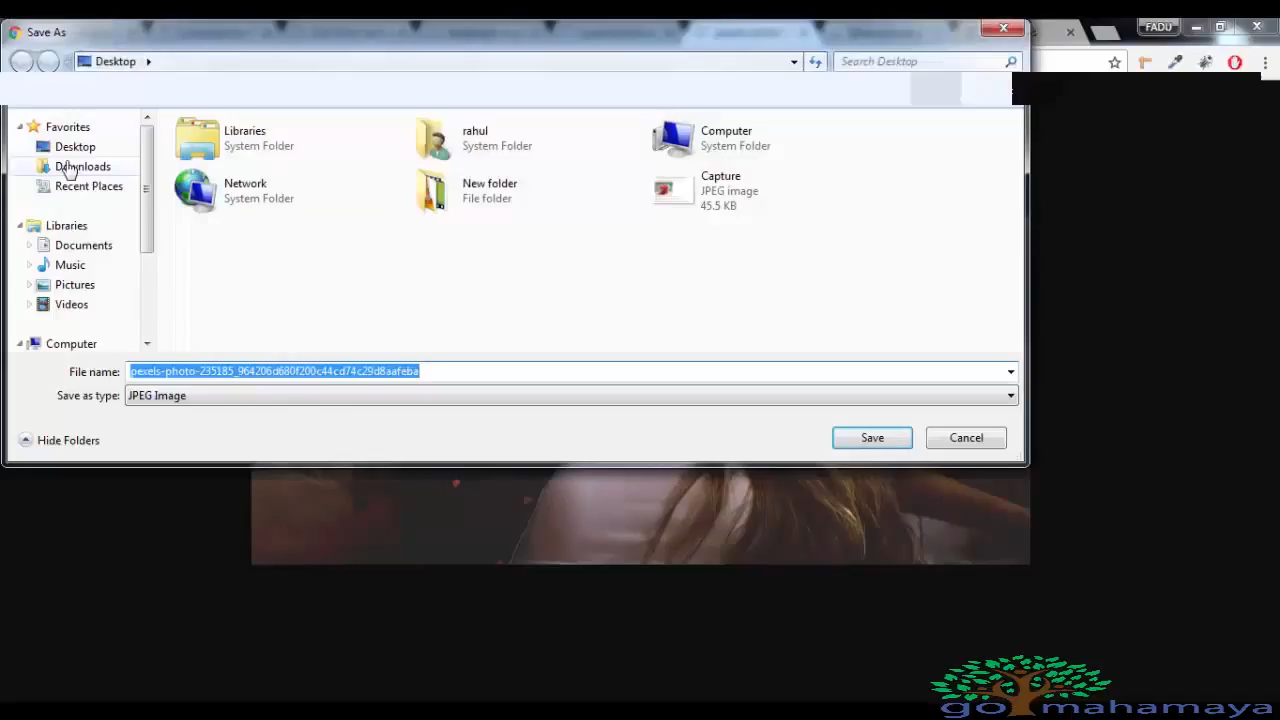 Save As
FADU
Desktop
Search Desktop
Favorites
Desktop
Downloads
Recent Places
Libraries
Documents
Music
Pictures
Videos
Computer
Libraries
System Folder
rahul
System Folder
Computer
System Folder
Network
System Folder
New folder
File folder
Capture
JPEG image
45.5 KB
File name: pexels-photo-235185_964206d680f200c44cd74c29d8aafeba
Save as type: JPEG Image
Hide Folders
Save
Cancel
go mahamaya